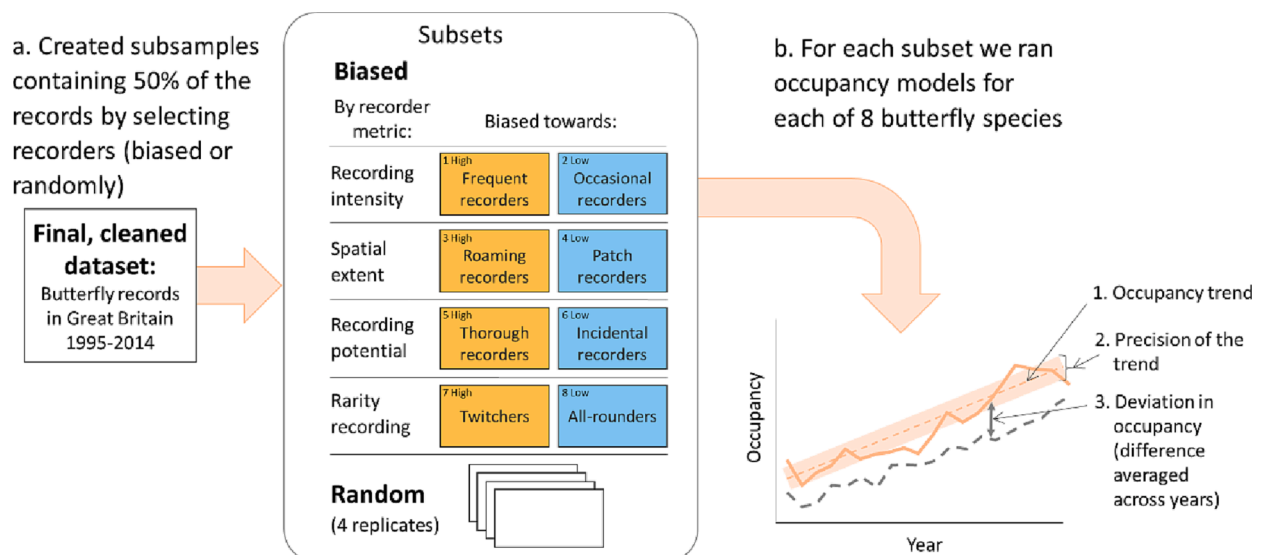 a. Created subsamples
containing 50% of the
records by selecting
recorders (biased or
randomly)
Final, cleaned
dataset:
Butterfly records
in Great Britain
1995-2014
Subsets
Biased
By recorder
metric:
Biased towards:
Recording
intensity
1 High
Frequent
recorders
2 Low
Occasional
recorders
Spatial
extent
3 High
Roaming
recorders
4 Low
Patch
recorders
Recording
potential
5 High
Thorough
recorders
6 Low
Incidental
recorders
Rarity
recording
7 High
Twitchers
8 Low
All-rounders
Random
(4 replicates)
b. For each subset we ran
occupancy models for
each of 8 butterfly species
Occupancy
Year
1. Occupancy trend
2. Precision of the
trend
3. Deviation in
occupancy
(difference
averaged
across years)